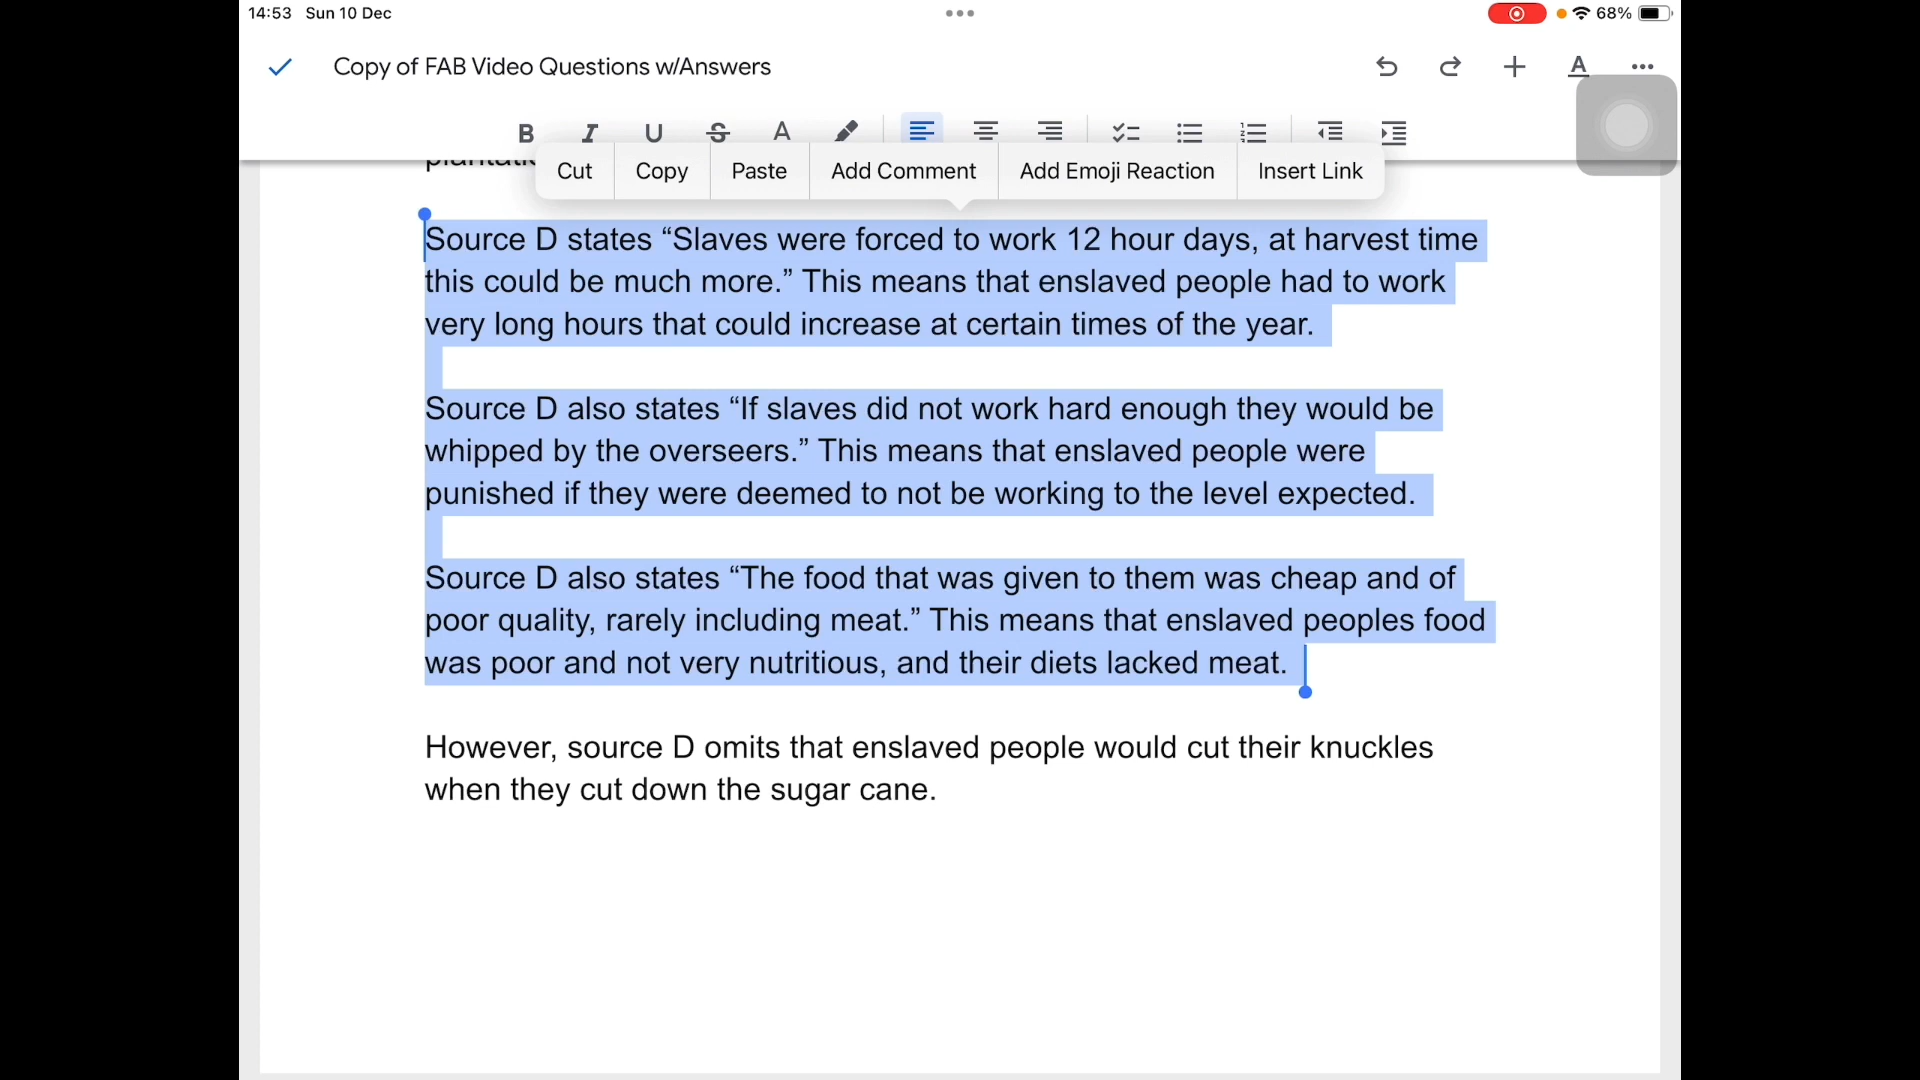 14:53 Sun 10 Dec
68%
Copy of FAB Video Questions w/Answers
A
B I U S A
Cut Copy Paste Add Comment Add Emoji Reaction Insert Link
Source D states “Slaves were forced to work 12 hour days, at harvest time
this could be much more.” This means that enslaved people had to work
very long hours that could increase at certain times of the year.
Source D also states “If slaves did not work hard enough they would be
whipped by the overseers.” This means that enslaved people were
punished if they were deemed to not be working to the level expected.
Source D also states “The food that was given to them was cheap and of
poor quality, rarely including meat.” This means that enslaved peoples food
was poor and not very nutritious, and their diets lacked meat.
However, source D omits that enslaved people would cut their knuckles
when they cut down the sugar cane.